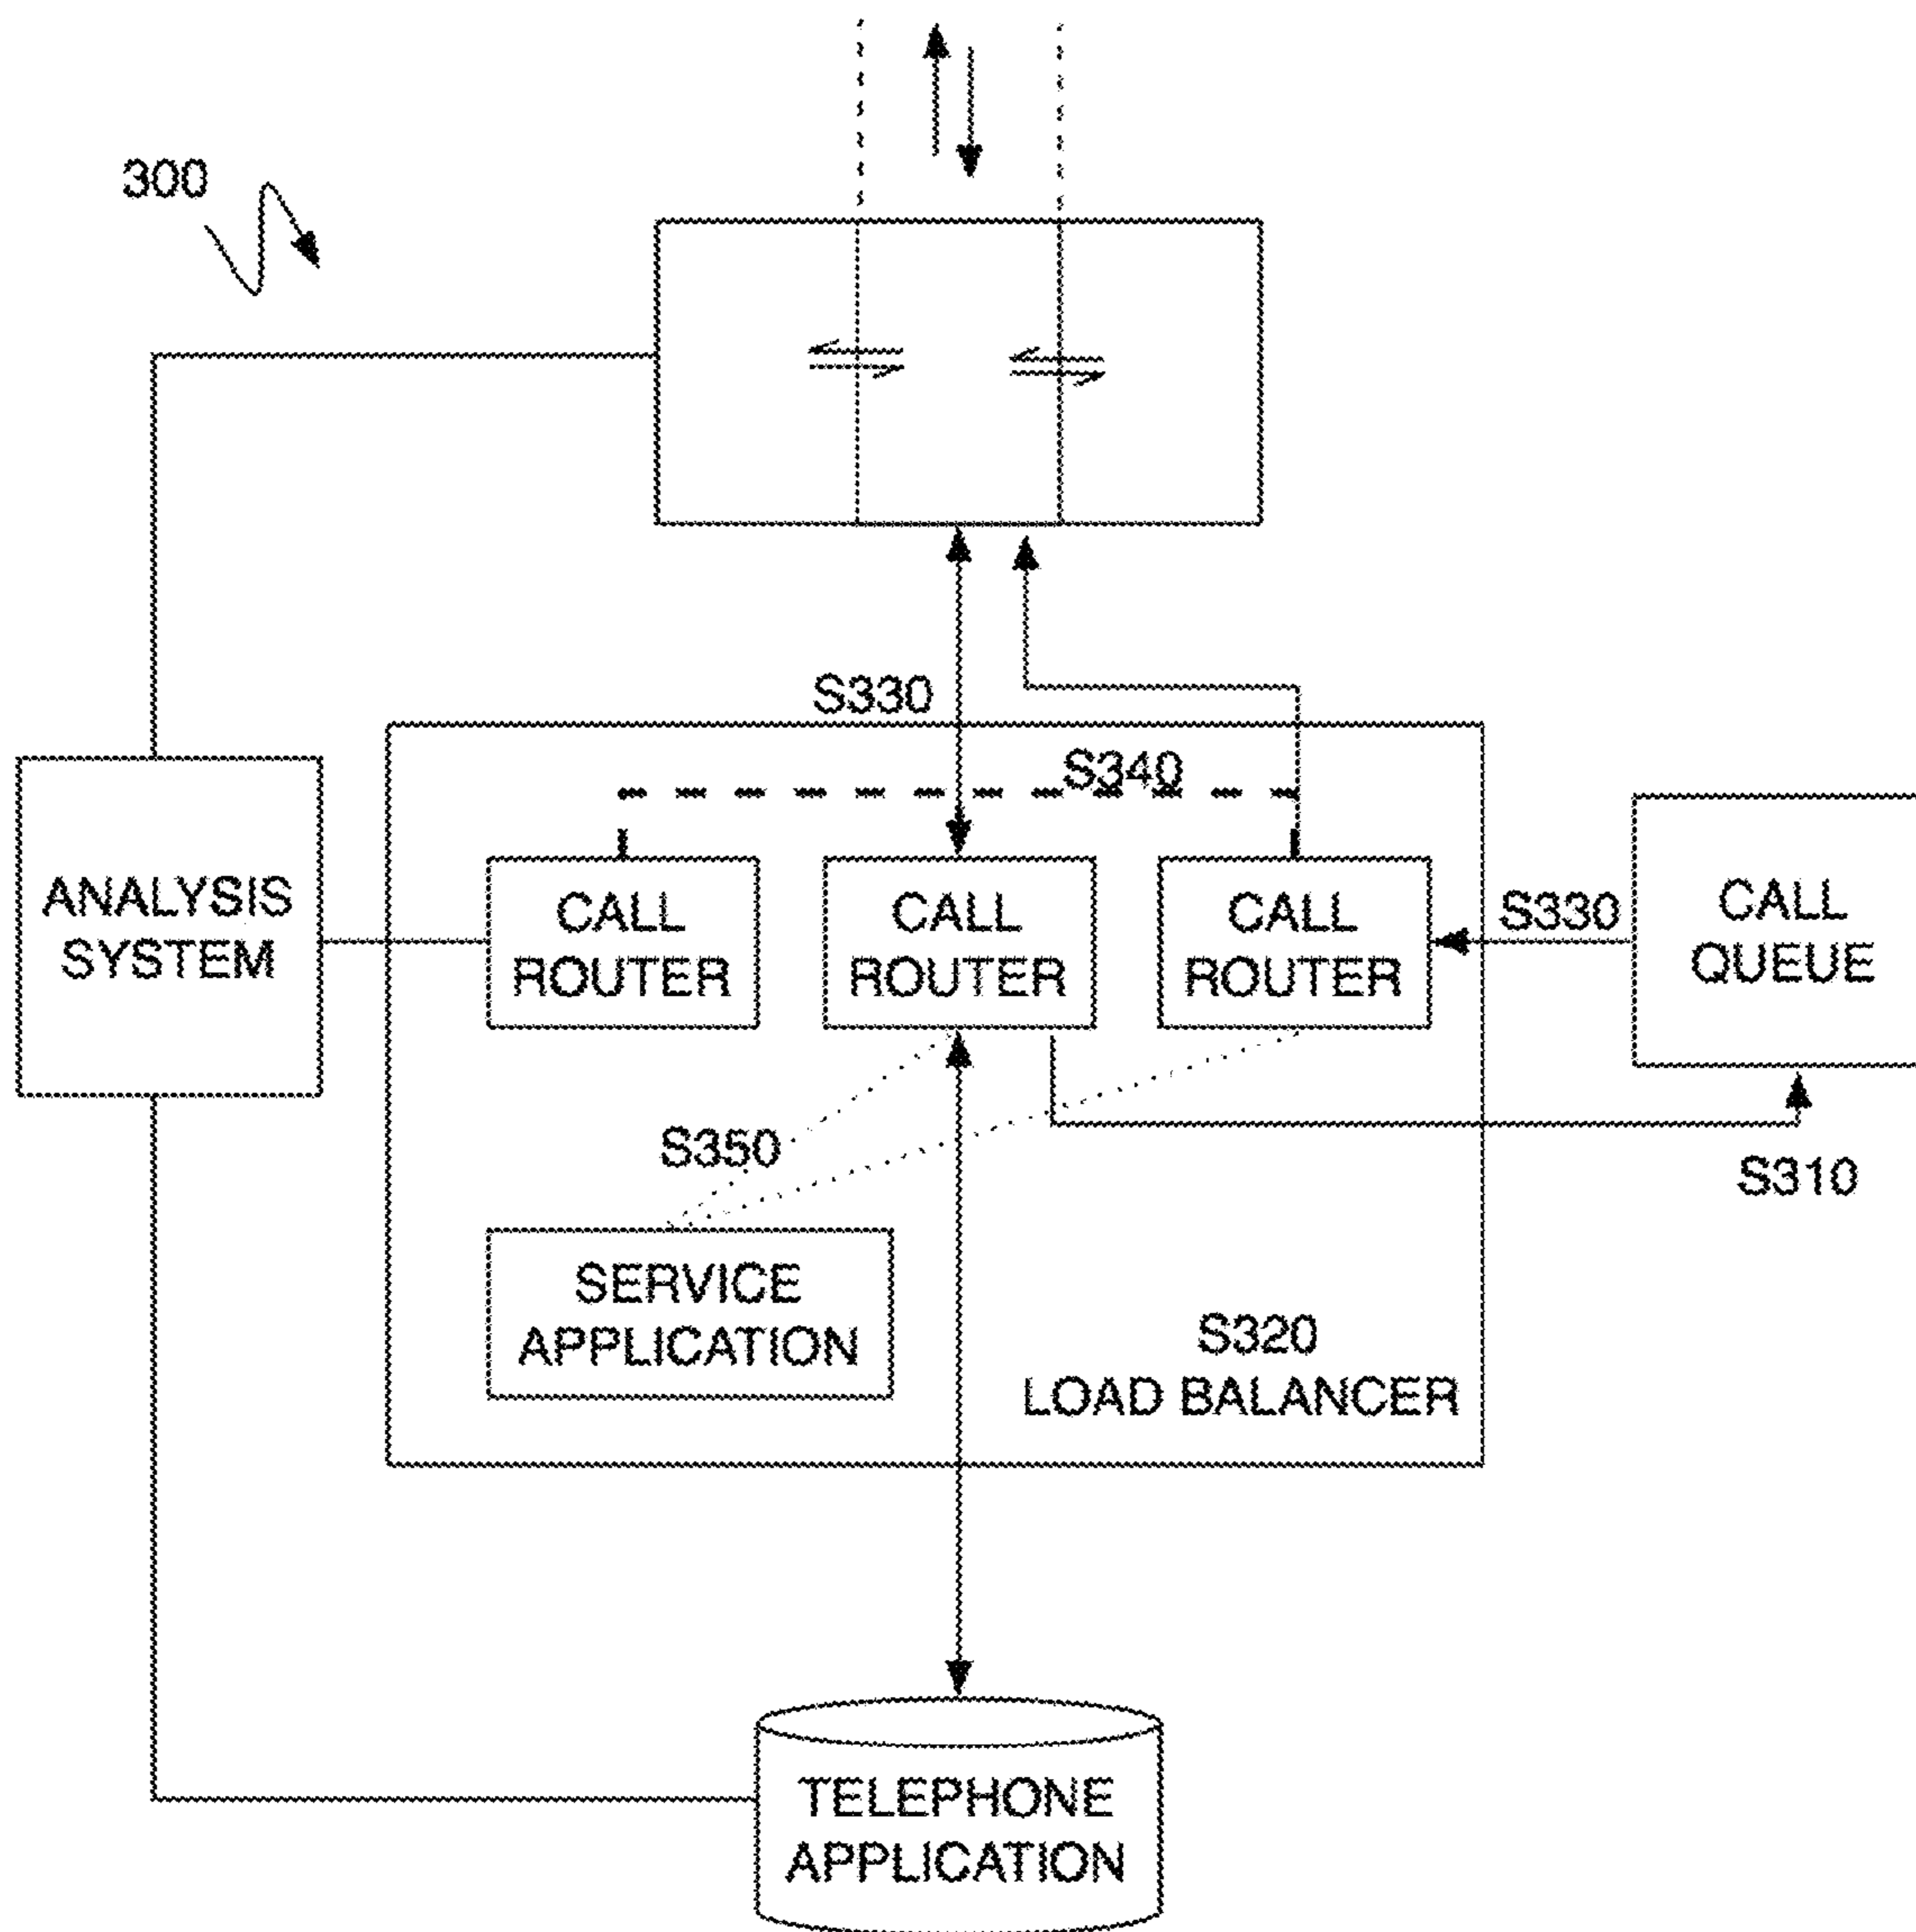 300
S330
S340
ANALYSIS
SYSTEM
CALL
ROUTER
CALL
ROUTER
CALL
ROUTER
S330
CALL
QUEUE
S350
S310
SERVICE
APPLICATION
S320
LOAD BALANCER
TELEPHONE
APPLICATION